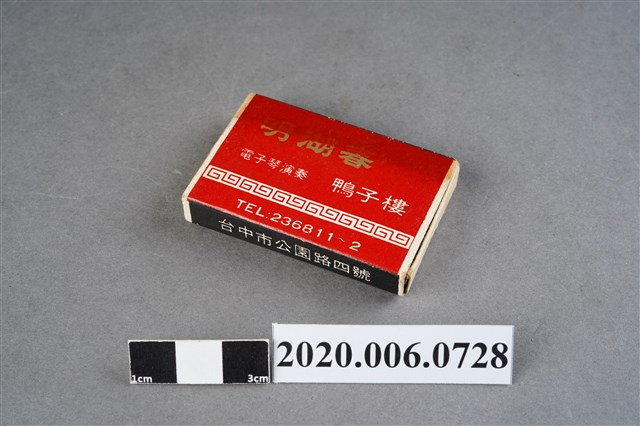 明湖春
電子琴演奏
鴨子樓
TEL:236811~2
台中市公園路四號
1cm
3cm
2020.006.0728